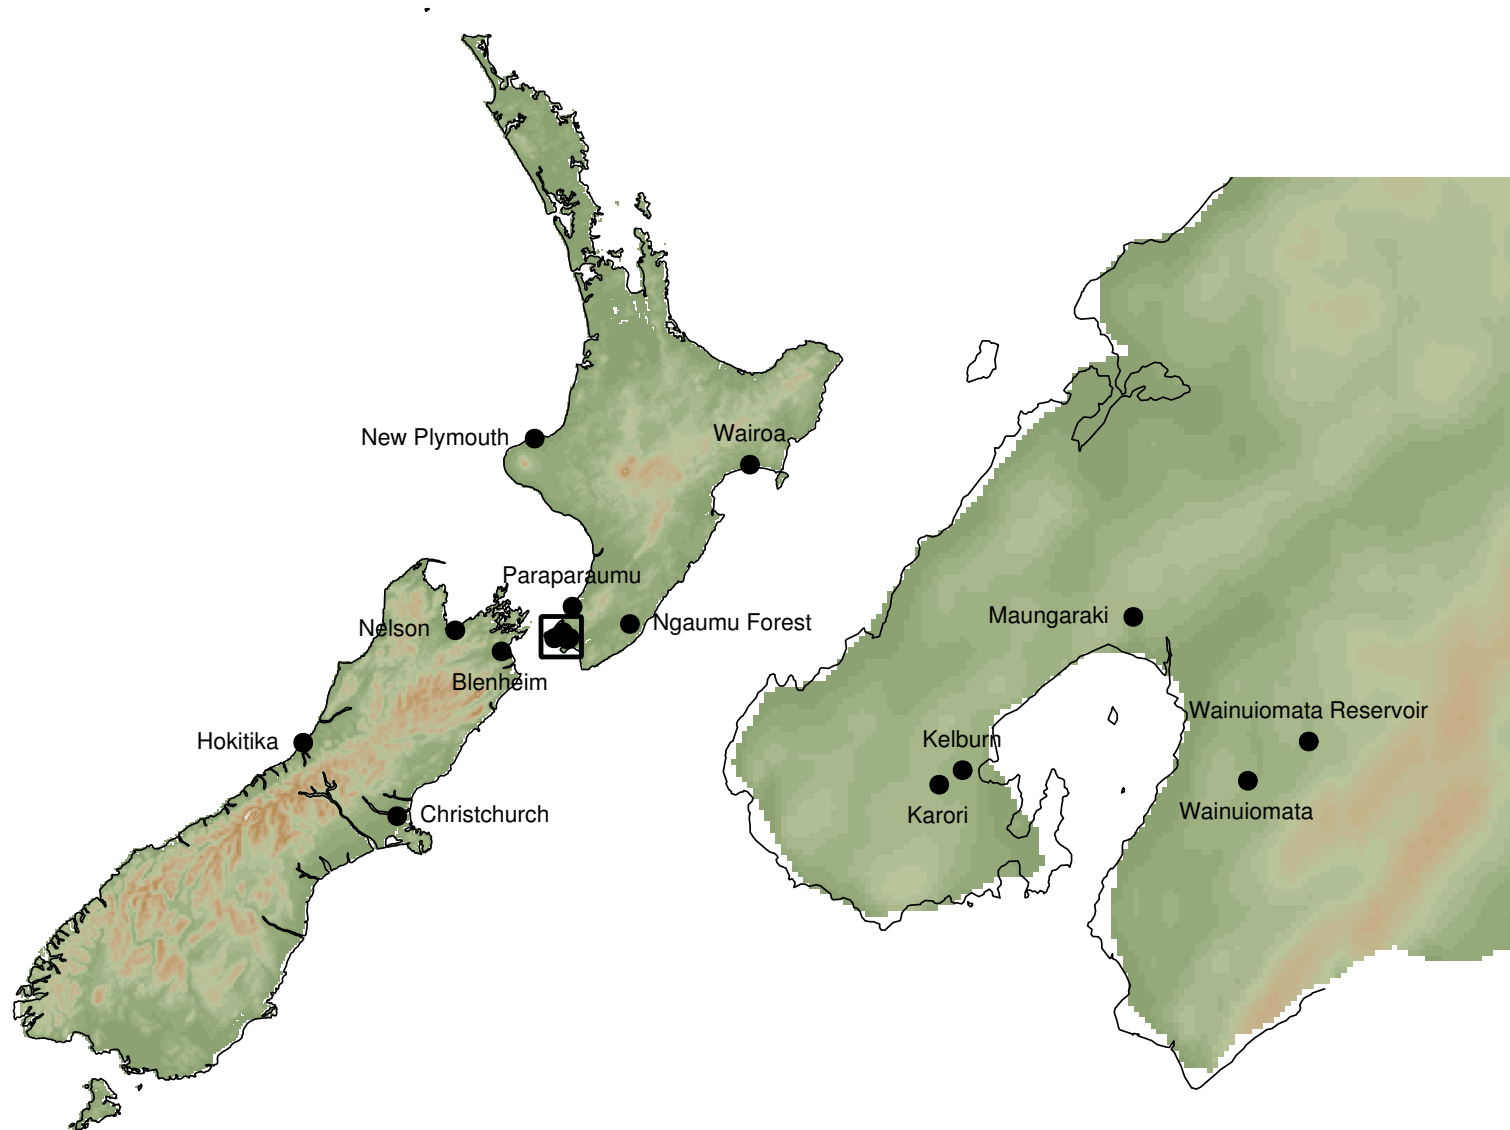 New Plymouth
Wairoa
Paraparaumu
Nelson
Ngaumu Forest
Blenheim
Hokitika
Christchurch
Maungaraki
Wainuiomata Reservoir
Kelburn
Karori
Wainuiomata